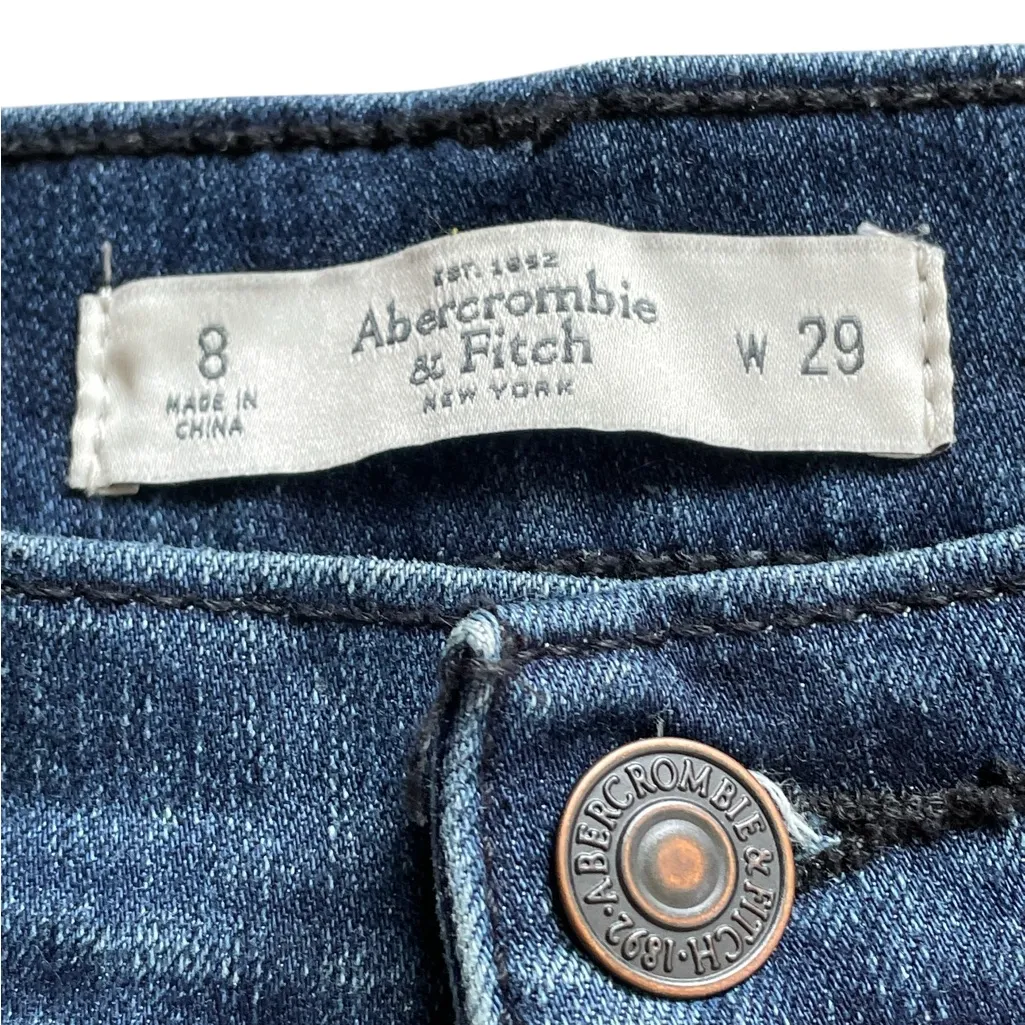 EST. 1892
Abercrombie
& Fitch
NEW YORK
8
MADE IN
CHINA
W 29
ABERCROMBIE & FITCH · 1892 ·